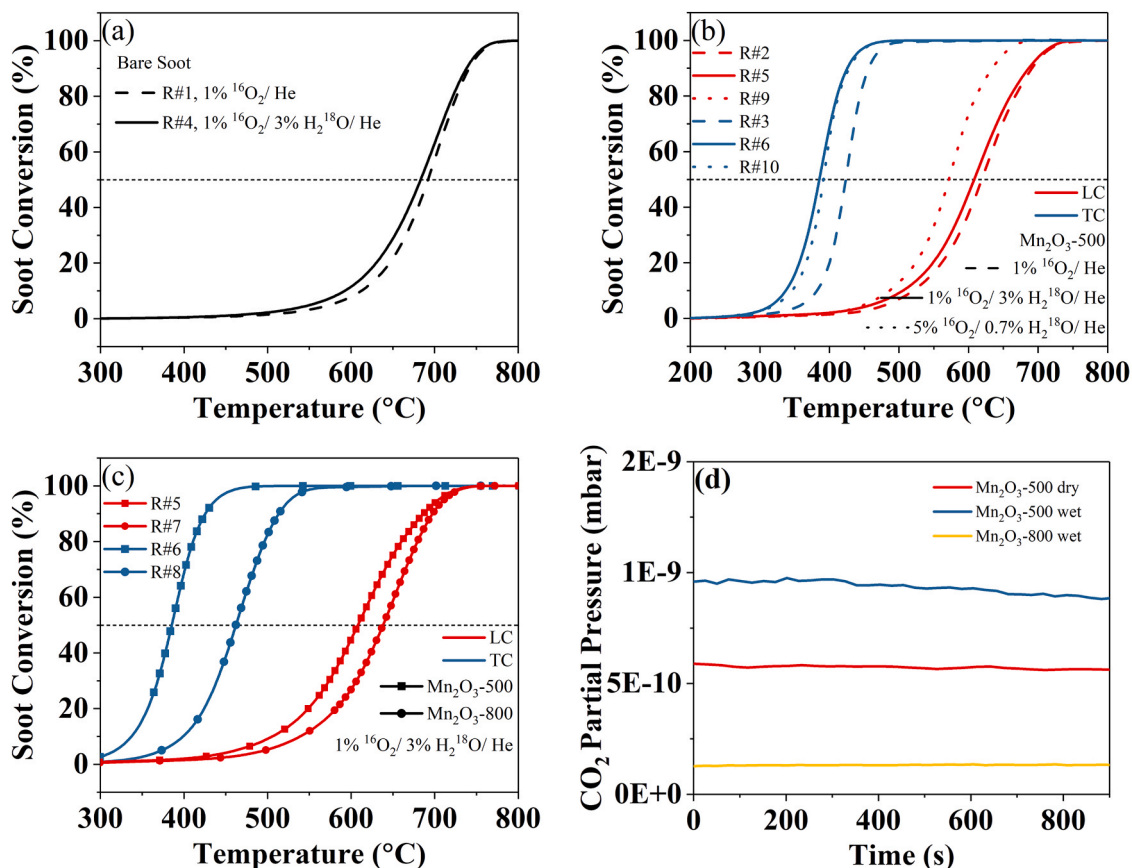 (a)
Bare Soot
R#1, 1% ¹⁶O₂/ He
R#4, 1% ¹⁶O₂/ 3% H₂¹⁸O/ He
Soot Conversion (%)
100
80
60
40
20
0
300 400 500 600 700 800
Temperature (°C)
(b)
R#2
R#5
R#9
R#3
R#6
R#10
LC
TC
Mn₂O₃-500
1% ¹⁶O₂/ He
1% ¹⁶O₂/ 3% H₂¹⁸O/ He
5% ¹⁶O₂/ 0.7% H₂¹⁸O/ He
Soot Conversion (%)
100
80
60
40
20
0
200 300 400 500 600 700 800
Temperature (°C)
(c)
R#5
R#7
R#6
R#8
LC
TC
Mn₂O₃-500
Mn₂O₃-800
1% ¹⁶O₂/ 3% H₂¹⁸O/ He
Soot Conversion (%)
100
80
60
40
20
0
300 400 500 600 700 800
Temperature (°C)
(d)
Mn₂O₃-500 dry
Mn₂O₃-500 wet
Mn₂O₃-800 wet
CO₂ Partial Pressure (mbar)
2E-9
1E-9
5E-10
0E+0
0 200 400 600 800
Time (s)